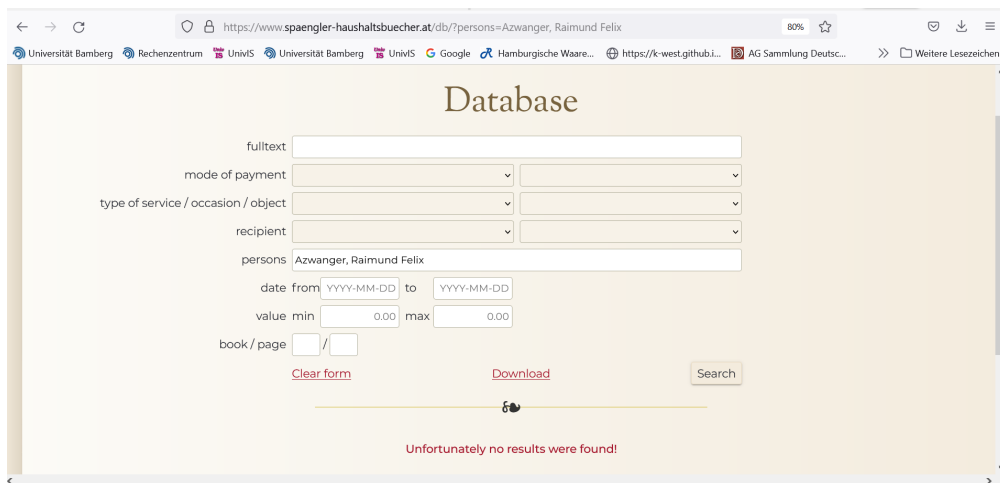 https://www.spaengler-haushaltsbuecher.at/db/?persons=Azwanger, Raimund Felix 80%
Universität Bamberg Rechenzentrum UnivIS Universität Bamberg UnivIS Google Hamburgische Waare... https://k-west.github.i... AG Sammlung Deutsc... Weitere Lesezeichen
Database
fulltext
mode of payment
type of service / occasion / object
recipient
persons Azwanger, Raimund Felix
date from YYYY-MM-DD to YYYY-MM-DD
value min 0.00 max 0.00
book / page /
Clear form Download Search
Unfortunately no results were found!